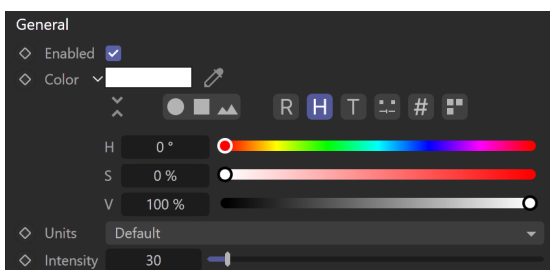 General
Enabled
Color
R H T #
H 0 °
S 0 %
V 100 %
Units Default
Intensity 30